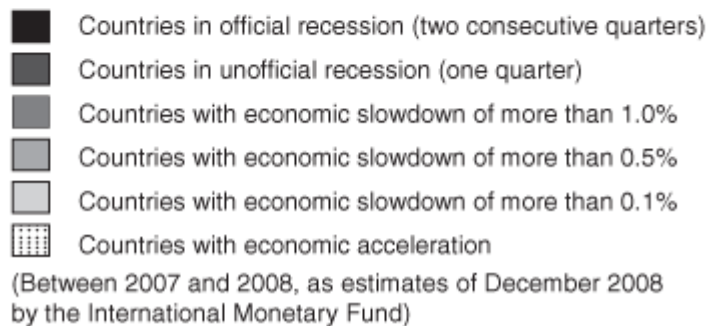 Countries in official recession (two consecutive quarters)
Countries in unofficial recession (one quarter)
Countries with economic slowdown of more than 1.0%
Countries with economic slowdown of more than 0.5%
Countries with economic slowdown of more than 0.1%
Countries with economic acceleration
(Between 2007 and 2008, as estimates of December 2008
by the International Monetary Fund)